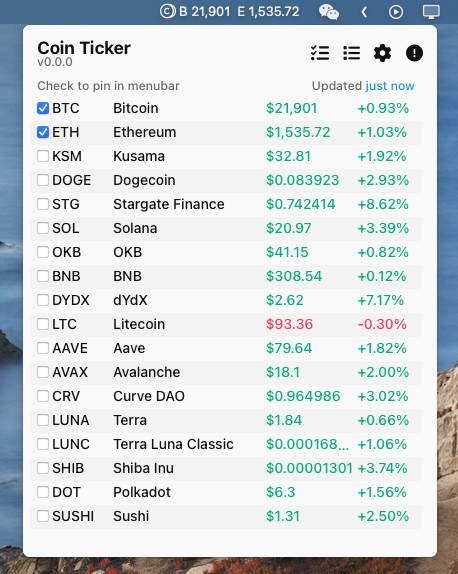 © B 21,901 E 1,535.72
Coin Ticker
v0.0.0
Check to pin in menubar Updated just now
BTC Bitcoin $21,901 +0.93%
ETH Ethereum $1,535.72 +1.03%
KSM Kusama $32.81 +1.92%
DOGE Dogecoin $0.083923 +2.93%
STG Stargate Finance $0.742414 +8.62%
SOL Solana $20.97 +3.39%
OKB OKB $41.15 +0.82%
BNB BNB $308.54 +0.12%
DYDX dYdX $2.62 +7.17%
LTC Litecoin $93.36 -0.30%
AAVE Aave $79.64 +1.82%
AVAX Avalanche $18.1 +2.00%
CRV Curve DAO $0.964986 +3.02%
LUNA Terra $1.84 +0.66%
LUNC Terra Luna Classic $0.000168... +1.06%
SHIB Shiba Inu $0.00001301 +3.74%
DOT Polkadot $6.3 +1.56%
SUSHI Sushi $1.31 +2.50%